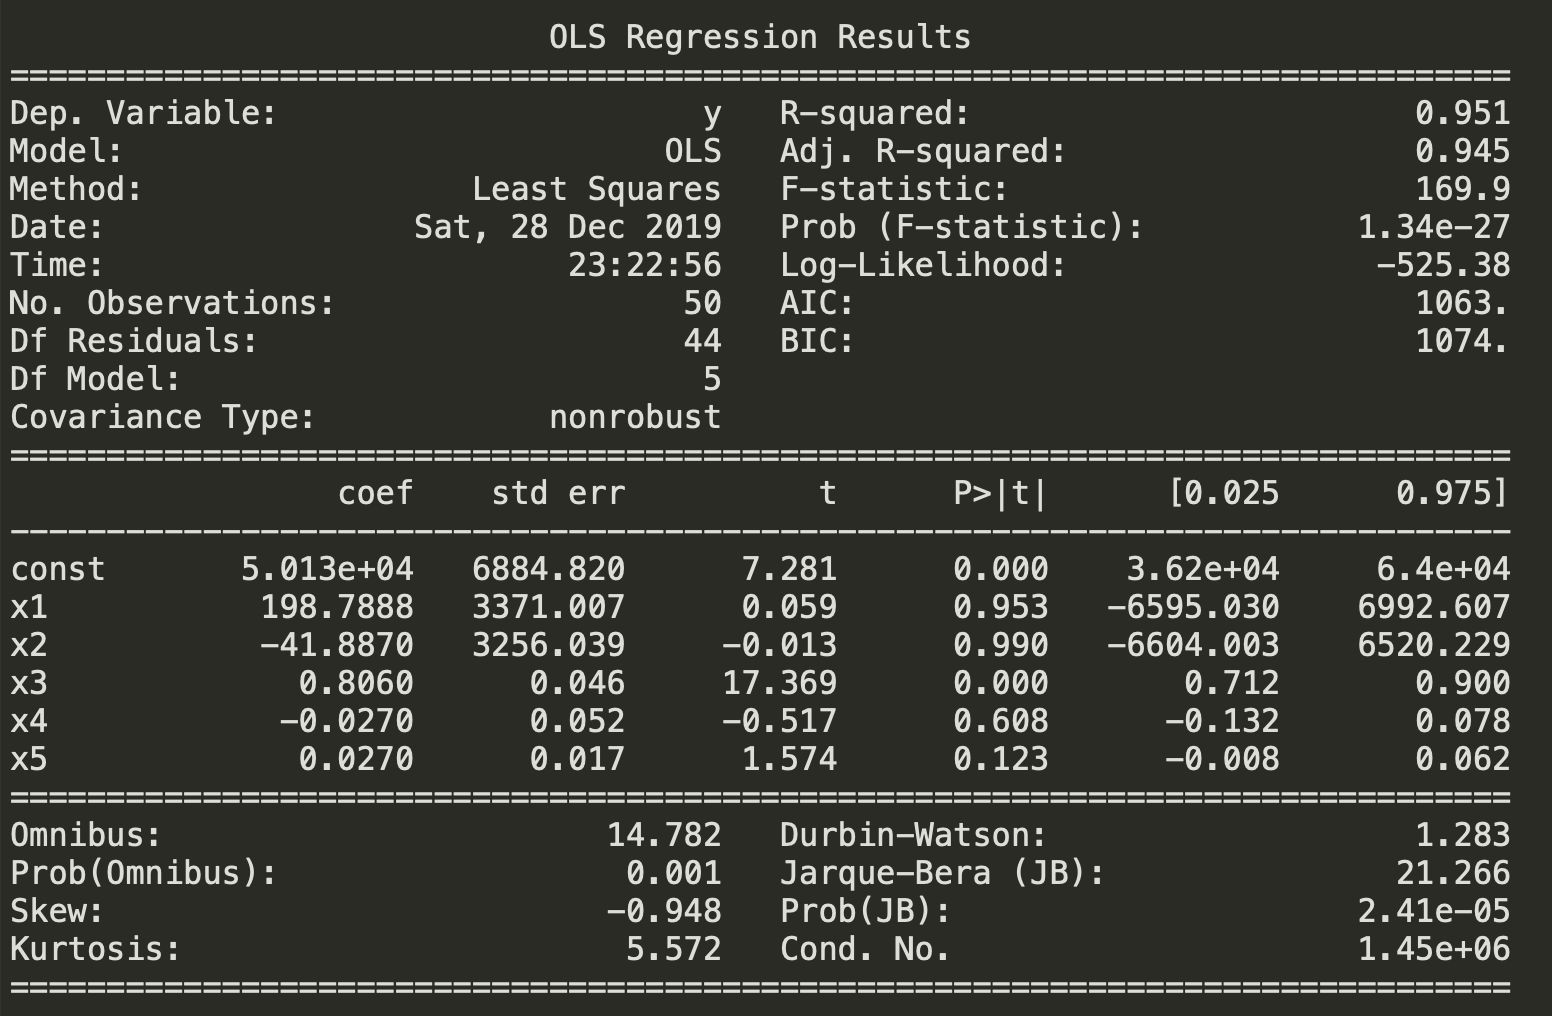 OLS Regression Results
==============================================================================
Dep. Variable:                      y   R-squared:                       0.951
Model:                            OLS   Adj. R-squared:                  0.945
Method:                 Least Squares   F-statistic:                     169.9
Date:                Sat, 28 Dec 2019   Prob (F-statistic):           1.34e-27
Time:                        23:22:56   Log-Likelihood:                -525.38
No. Observations:                  50   AIC:                             1063.
Df Residuals:                      44   BIC:                             1074.
Df Model:                           5
Covariance Type:            nonrobust
==============================================================================
                 coef    std err          t      P>|t|      [0.025      0.975]
------------------------------------------------------------------------------
const       5.013e+04   6884.820      7.281      0.000    3.62e+04     6.4e+04
x1           198.7888   3371.007      0.059      0.953   -6595.030    6992.607
x2           -41.8870   3256.039     -0.013      0.990   -6604.003    6520.229
x3             0.8060      0.046     17.369      0.000       0.712       0.900
x4            -0.0270      0.052     -0.517      0.608      -0.132       0.078
x5             0.0270      0.017      1.574      0.123      -0.008       0.062
==============================================================================
Omnibus:                       14.782   Durbin-Watson:                   1.283
Prob(Omnibus):                  0.001   Jarque-Bera (JB):               21.266
Skew:                          -0.948   Prob(JB):                     2.41e-05
Kurtosis:                       5.572   Cond. No.                     1.45e+06
==============================================================================